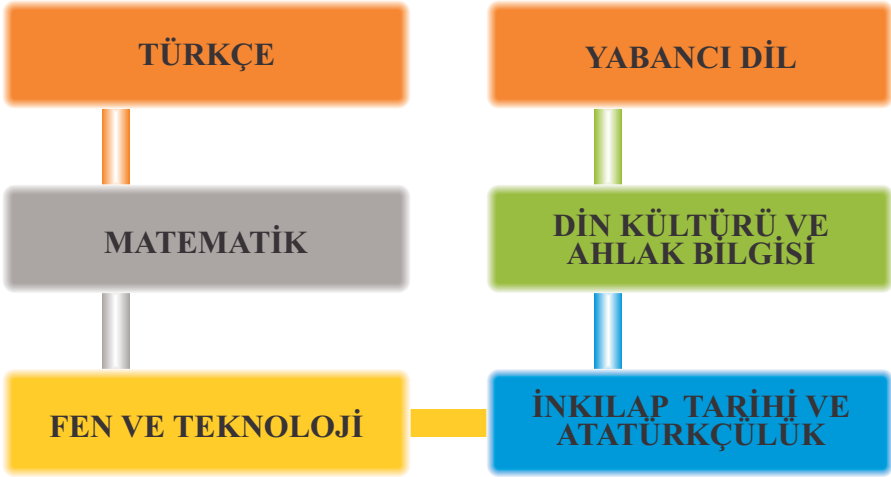 TÜRKÇE
MATEMATİK
FEN VE TEKNOLOJİ
İNKILAP TARİHİ VE
ATATÜRKÇÜLÜK
DİN KÜLTÜRÜ VE
AHLAK BİLGİSİ
YABANCI DİL